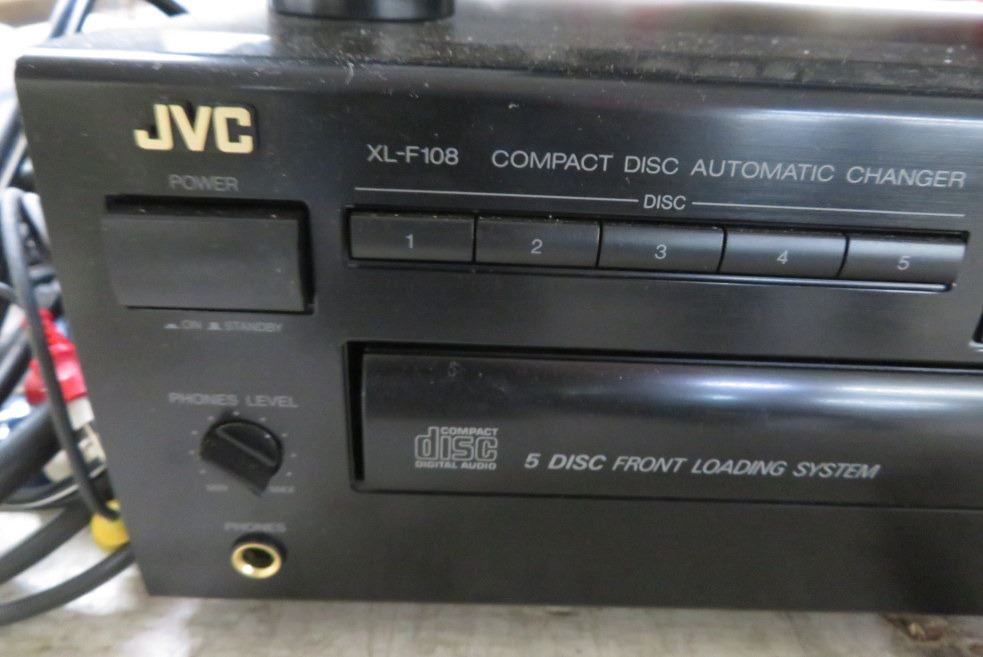 JVC
XL-F108 COMPACT DISC AUTOMATIC CHANGER
POWER
DISC
1 2 3 4 5
ON STANDBY
PHONES LEVEL
MIN MAX
COMPACT
disc
DIGITAL AUDIO
5 DISC FRONT LOADING SYSTEM
PHONES